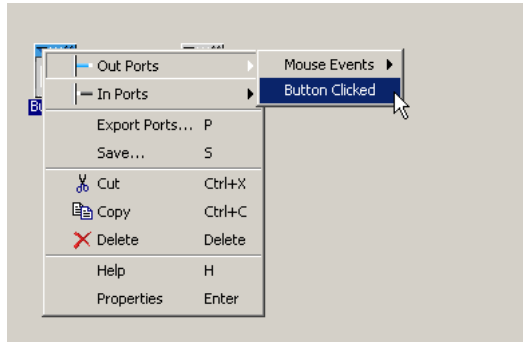 Out Ports
Mouse Events
In Ports
Button Clicked
Bu
Export Ports... P
Save... S
Cut Ctrl+X
Copy Ctrl+C
Delete Delete
Help H
Properties Enter